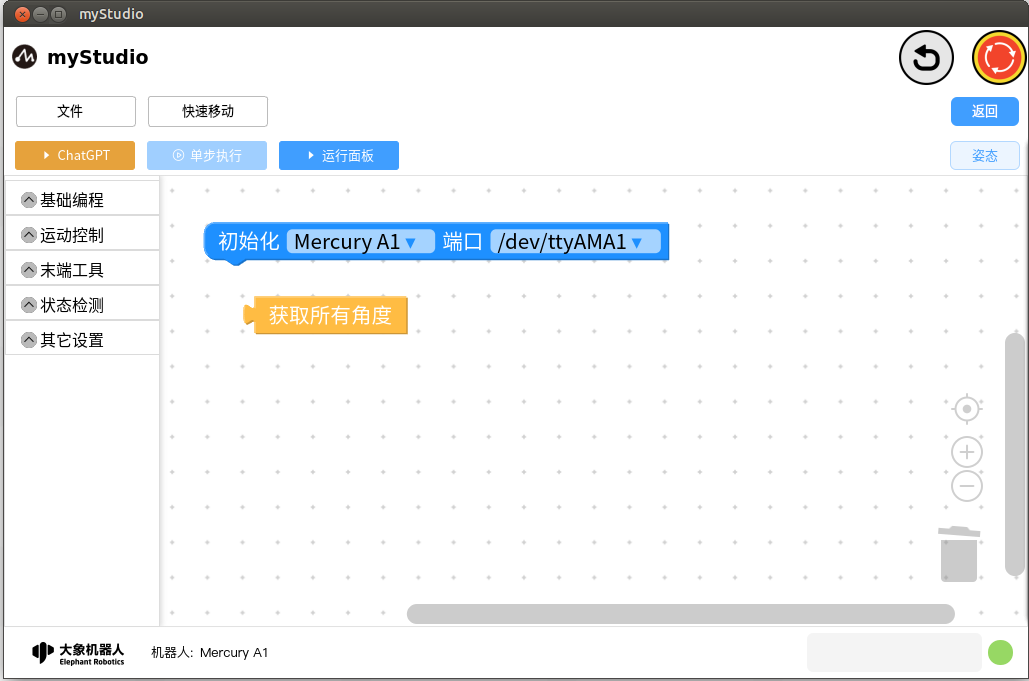 myStudio
myStudio
文件 快速移动 返回
ChatGPT 单步执行 运行面板 姿态
基础编程
运动控制
末端工具
状态检测
其它设置
初始化 Mercury A1 端口 /dev/ttyAMA1
获取所有角度
大象机器人
Elephant Robotics
机器人: Mercury A1